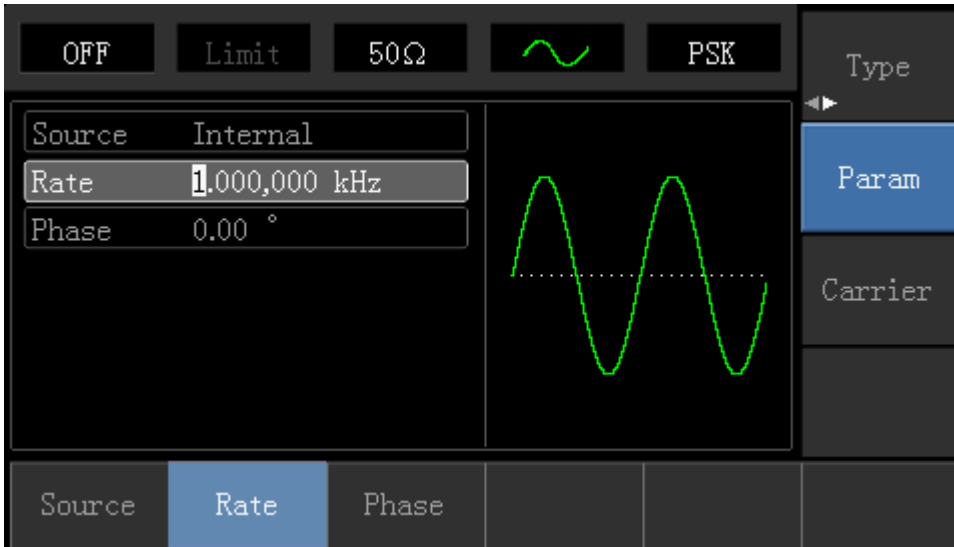 OFF Limit 50Ω PSK
Type
Source Internal
Rate 1.000,000 kHz
Param
Phase 0.00 °
Carrier
Source Rate Phase